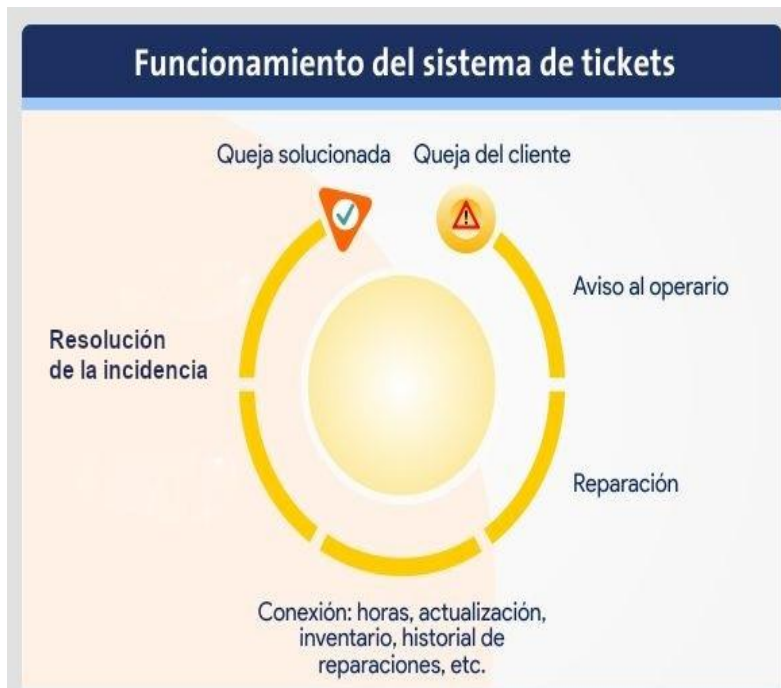 Funcionamiento del sistema de tickets
Queja solucionada
Queja del cliente
Aviso al operario
Reparación
Conexión: horas, actualización,
inventario, historial de
reparaciones, etc.
Resolución
de la incidencia